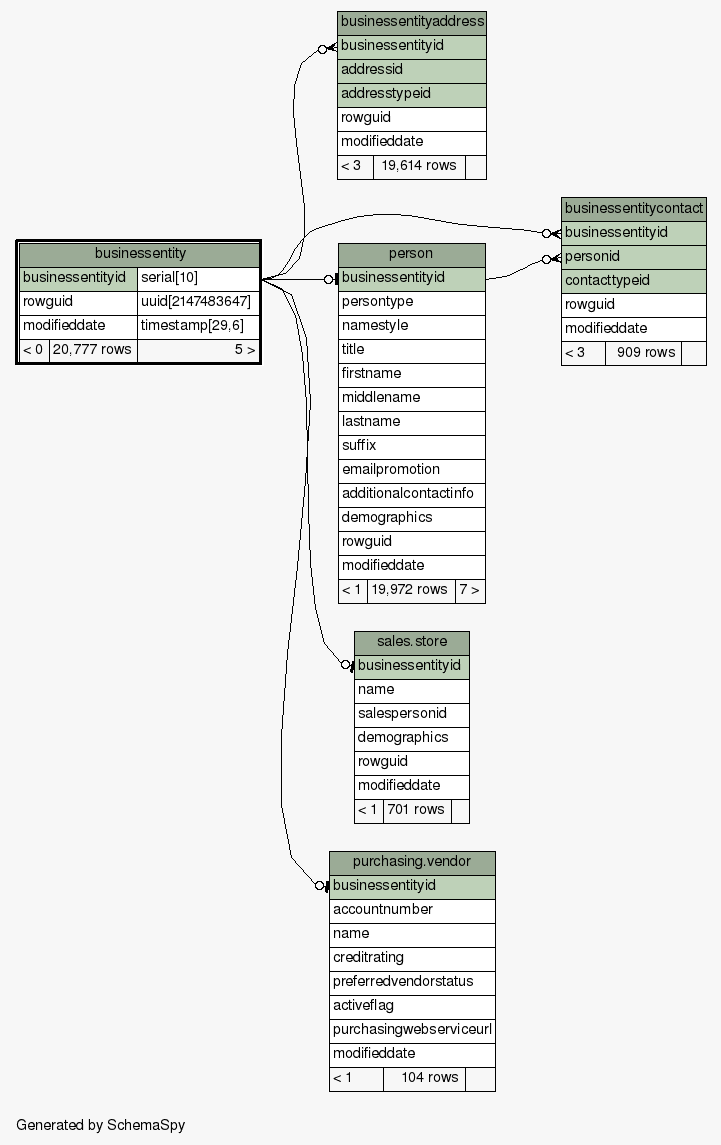 businessentityaddress
businessentityid
addressid
addresstypeid
rowguid
modifieddate
< 3 19,614 rows
businessentitycontact
businessentityid
personid
contacttypeid
rowguid
modifieddate
< 3 909 rows
businessentity
businessentityid serial[10]
rowguid uuid[2147483647]
modifieddate timestamp[29,6]
< 0 20,777 rows 5 >
person
businessentityid
persontype
namestyle
title
firstname
middlename
lastname
suffix
emailpromotion
additionalcontactinfo
demographics
rowguid
modifieddate
< 1 19,972 rows 7 >
sales.store
businessentityid
name
salespersonid
demographics
rowguid
modifieddate
< 1 701 rows
purchasing.vendor
businessentityid
accountnumber
name
creditrating
preferredvendorstatus
activeflag
purchasingwebserviceurl
modifieddate
< 1 104 rows
Generated by SchemaSpy